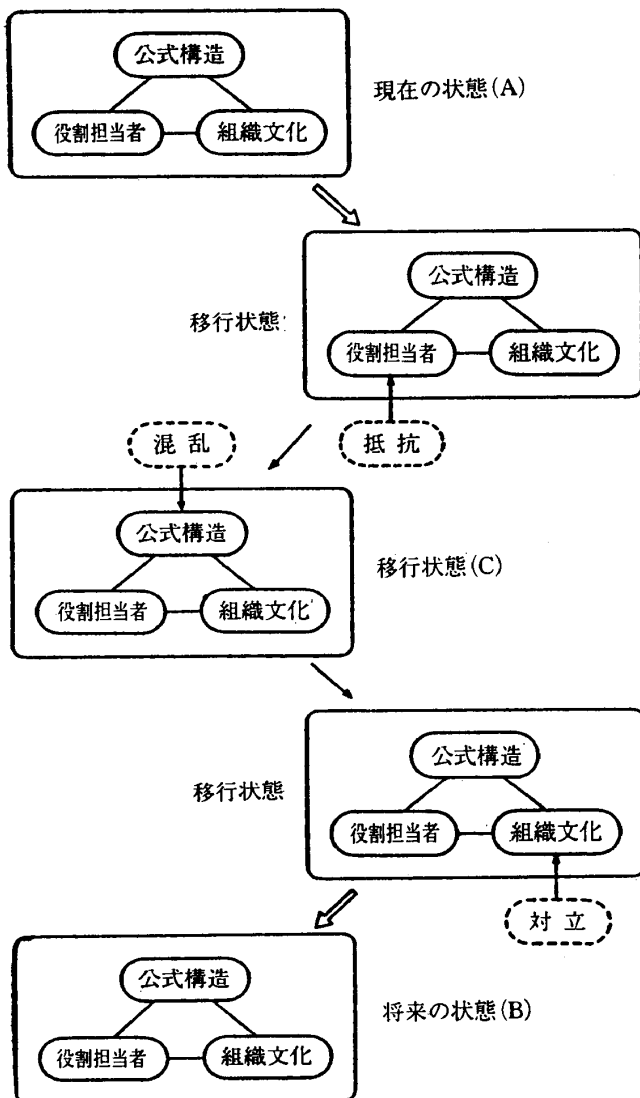 公式構造
役割担当者
組織文化
現在の状態(A)
公式構造
移行状態
役割担当者
組織文化
混乱
抵抗
公式構造
移行状態(C)
役割担当者
組織文化
公式構造
移行状態
役割担当者
組織文化
対立
公式構造
将来の状態(B)
役割担当者
組織文化